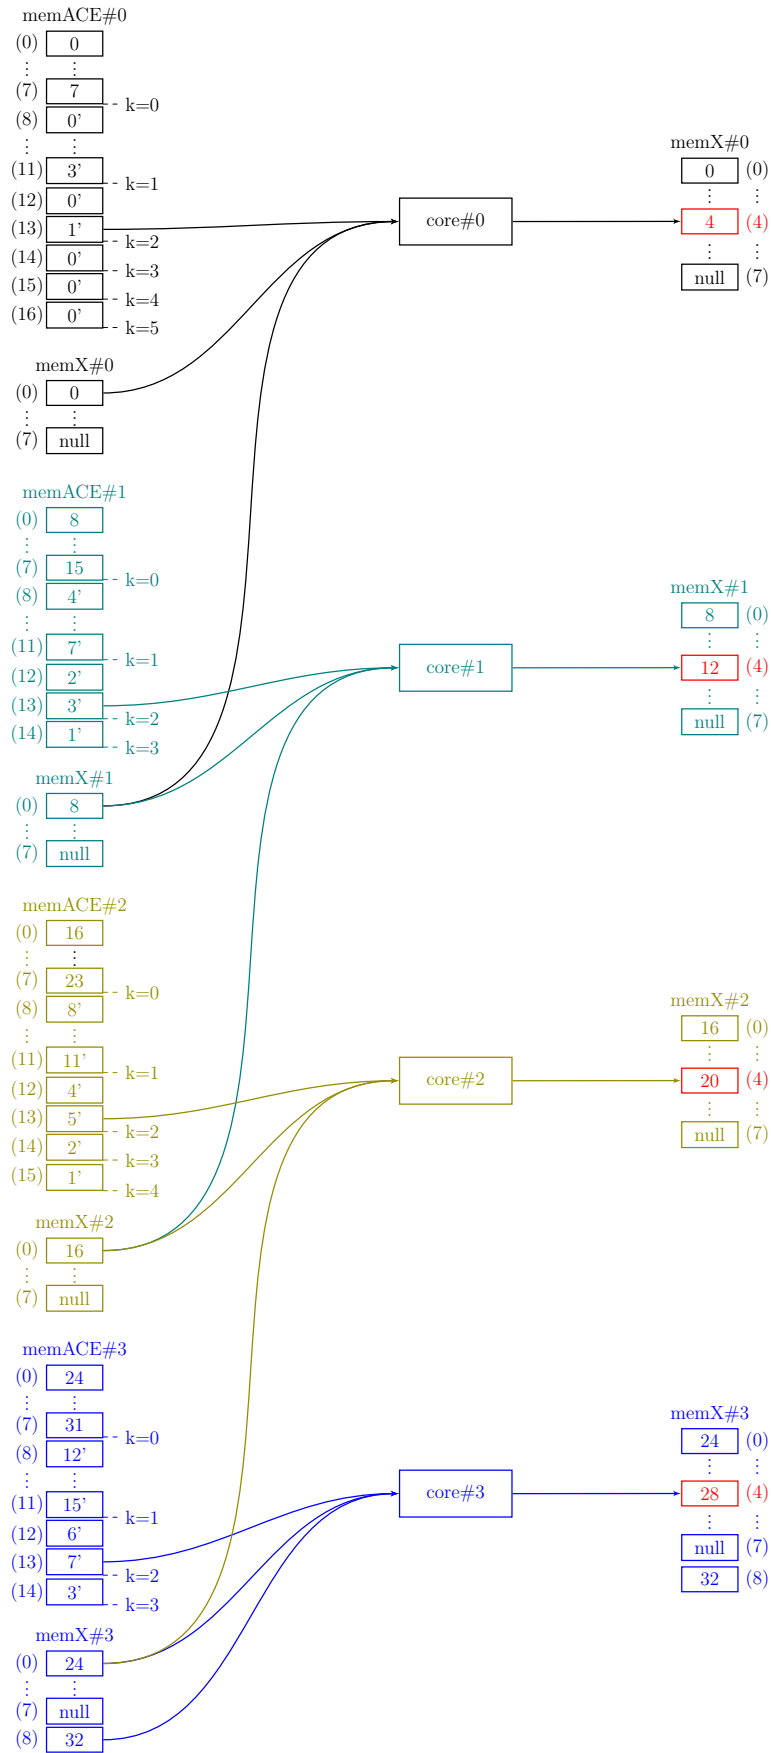 memACE#0
(0) 0
⋮ ⋮
(7) 7
k=0
(8) 0'
⋮ ⋮
(11) 3'
k=1
(12) 0'
(13) 1'
k=2
(14) 0'
k=3
(15) 0'
k=4
(16) 0'
k=5
memX#0
(0) 0
⋮ ⋮
(7) null
core#0
memX#0
0 (0)
⋮ ⋮
4 (4)
⋮ ⋮
null (7)
memACE#1
(0) 8
⋮ ⋮
(7) 15
k=0
(8) 4'
⋮ ⋮
(11) 7'
k=1
(12) 2'
(13) 3'
k=2
(14) 1'
k=3
memX#1
(0) 8
⋮ ⋮
(7) null
core#1
memX#1
8 (0)
⋮ ⋮
12 (4)
⋮ ⋮
null (7)
memACE#2
(0) 16
⋮ ⋮
(7) 23
k=0
(8) 8'
⋮ ⋮
(11) 11'
k=1
(12) 4'
(13) 5'
k=2
(14) 2'
k=3
(15) 1'
k=4
memX#2
(0) 16
⋮ ⋮
(7) null
core#2
memX#2
16 (0)
⋮ ⋮
20 (4)
⋮ ⋮
null (7)
memACE#3
(0) 24
⋮ ⋮
(7) 31
k=0
(8) 12'
⋮ ⋮
(11) 15'
k=1
(12) 6'
(13) 7'
k=2
(14) 3'
k=3
memX#3
(0) 24
⋮ ⋮
(7) null
(8) 32
core#3
memX#3
24 (0)
⋮ ⋮
28 (4)
⋮ ⋮
null (7)
32 (8)